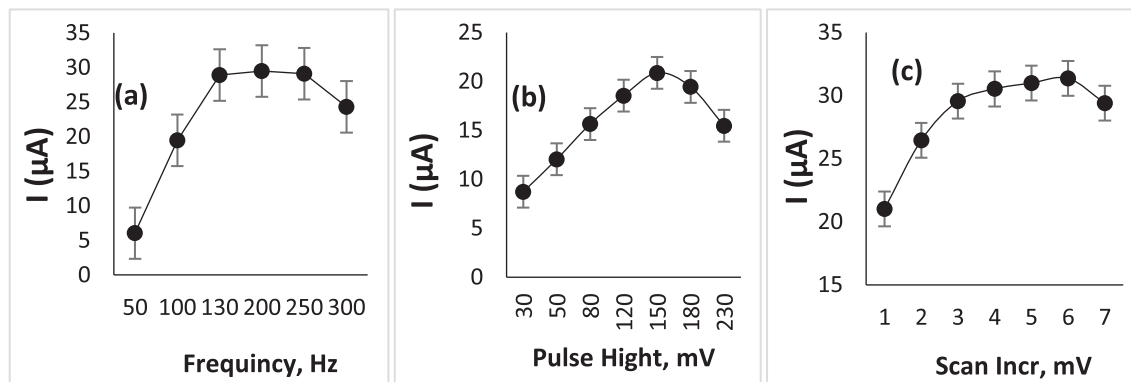 (a)
I (μA)
35
30
25
20
15
10
5
0
50 100 130 200 250 300
Frequincy, Hz
(b)
I (μA)
25
20
15
10
5
0
30 50 80 120 150 180 230
Pulse Hight, mV
(c)
I (μA)
35
30
25
20
15
1 2 3 4 5 6 7
Scan Incr, mV